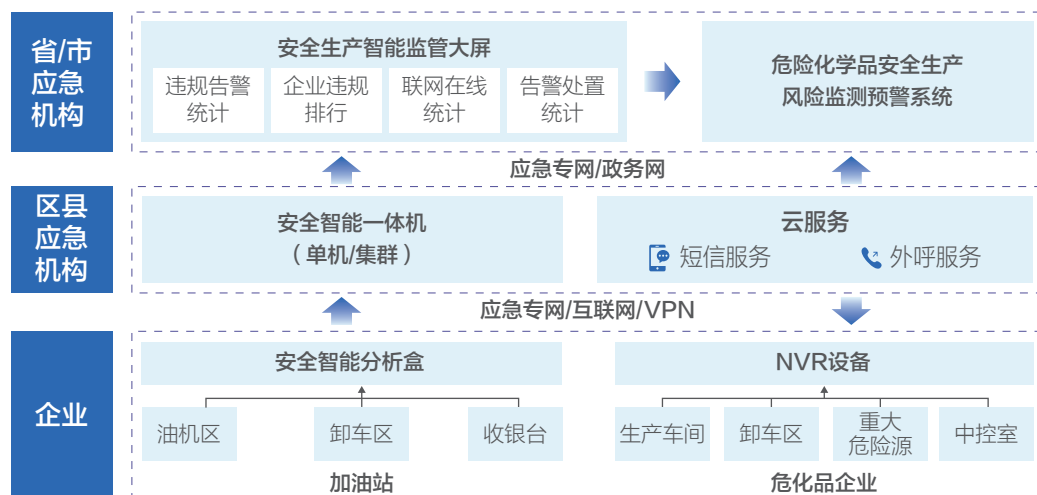 省/市
应急
机构
安全生产智能监管大屏
违规告警
统计
企业违规
排行
联网在线
统计
告警处置
统计
危险化学品安全生产
风险监测预警系统
应急专网/政务网
区县
应急
机构
安全智能一体机
（单机/集群）
云服务
短信服务
外呼服务
应急专网/互联网/VPN
企业
安全智能分析盒
油机区
卸车区
收银台
加油站
NVR设备
生产车间
卸车区
重大
危险源
中控室
危化品企业